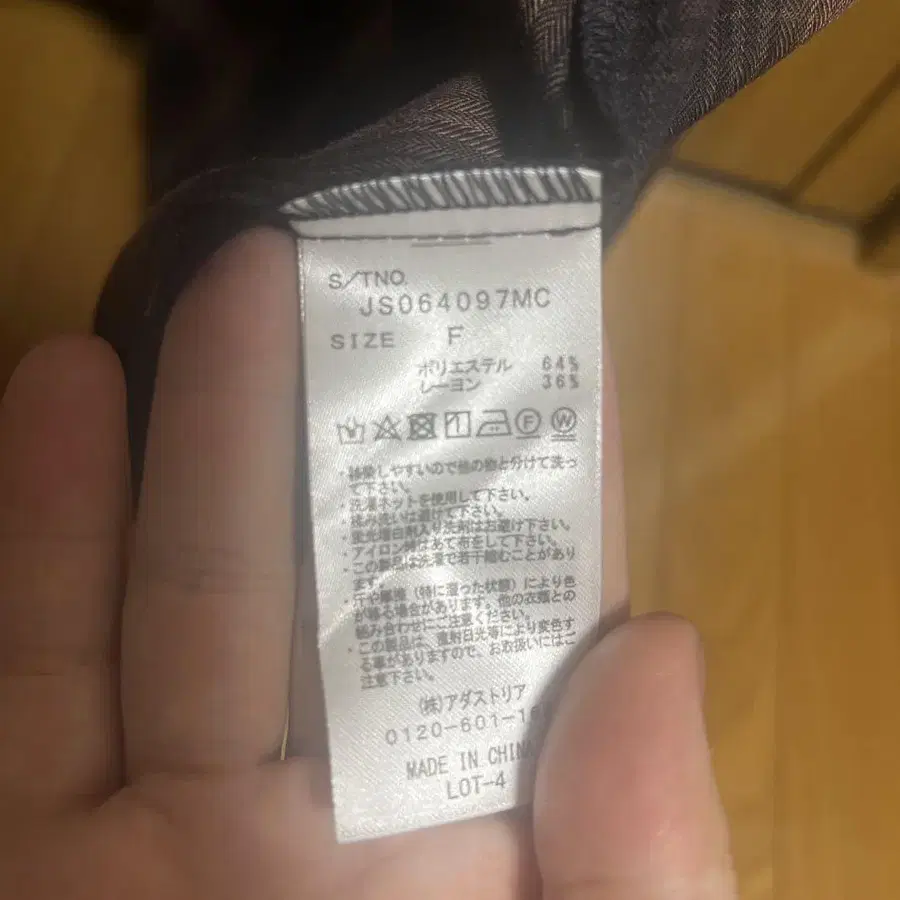 S/TNO.
JS064097MC
SIZE F
ポリエステル 64%
レーヨン 36%
F W
・移染しやすいので他の物と分けて洗っ
て下さい。
・洗濯ネットを使用して下さい。
・揉み洗いは避けて下さい。
・蛍光増白剤入り洗剤はお避け下さい。
・アイロン時はあて布をして下さい。
・この製品は洗濯で若干縮むことがあり
ます。
・汗や摩擦（特に湿った状態）により色
が移る場合があります。他の衣類との
組み合わせにご注意ください。
・この製品は、直射日光等により変色す
る事がありますので、お取扱いにはご
注意下さい。
(株)アダストリア
0120-601-1
MADE IN CHINA
LOT-4